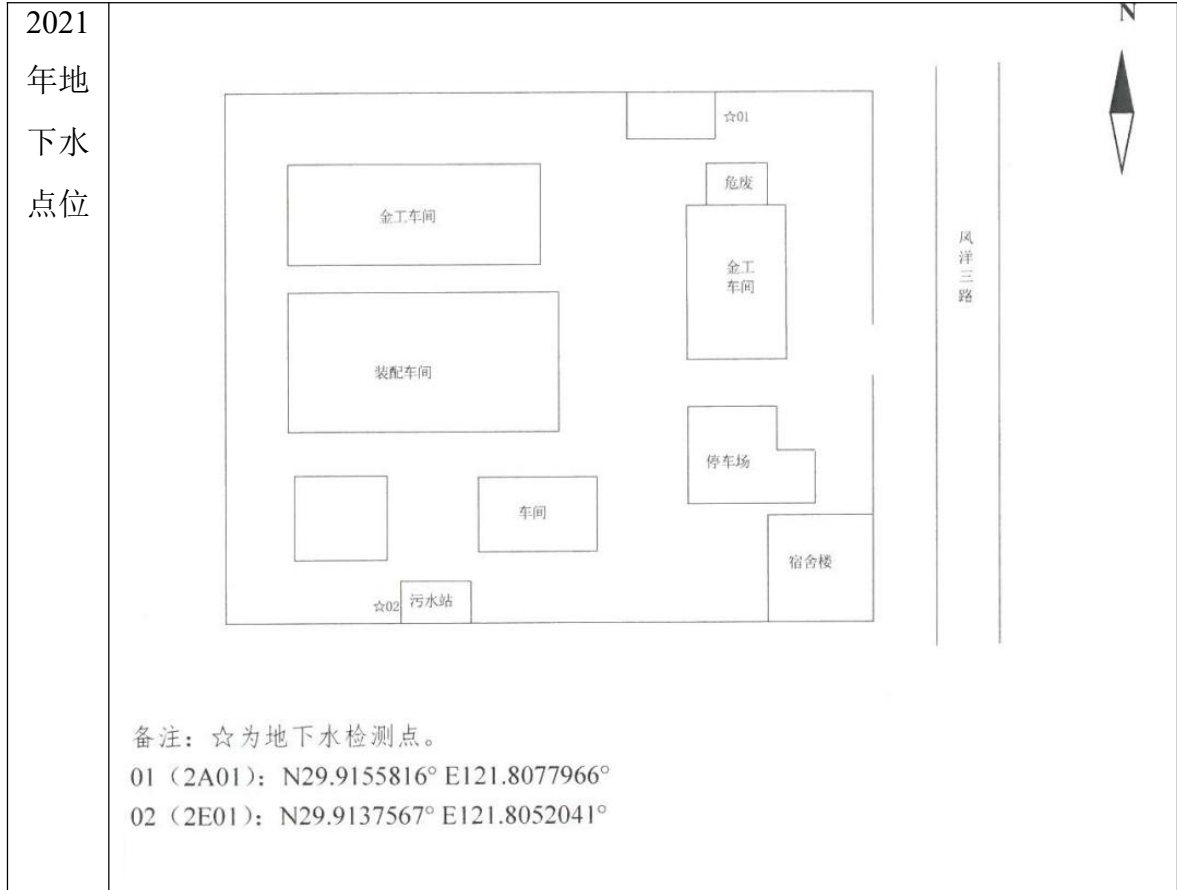 2021
年地
下水
点位
N
☆01
危废
金工车间
金工
车间
风
洋
三
路
装配车间
停车场
车间
宿舍楼
☆02
污水站
备注：☆为地下水检测点。
01（2A01）：N29.9155816° E121.8077966°
02（2E01）：N29.9137567° E121.8052041°